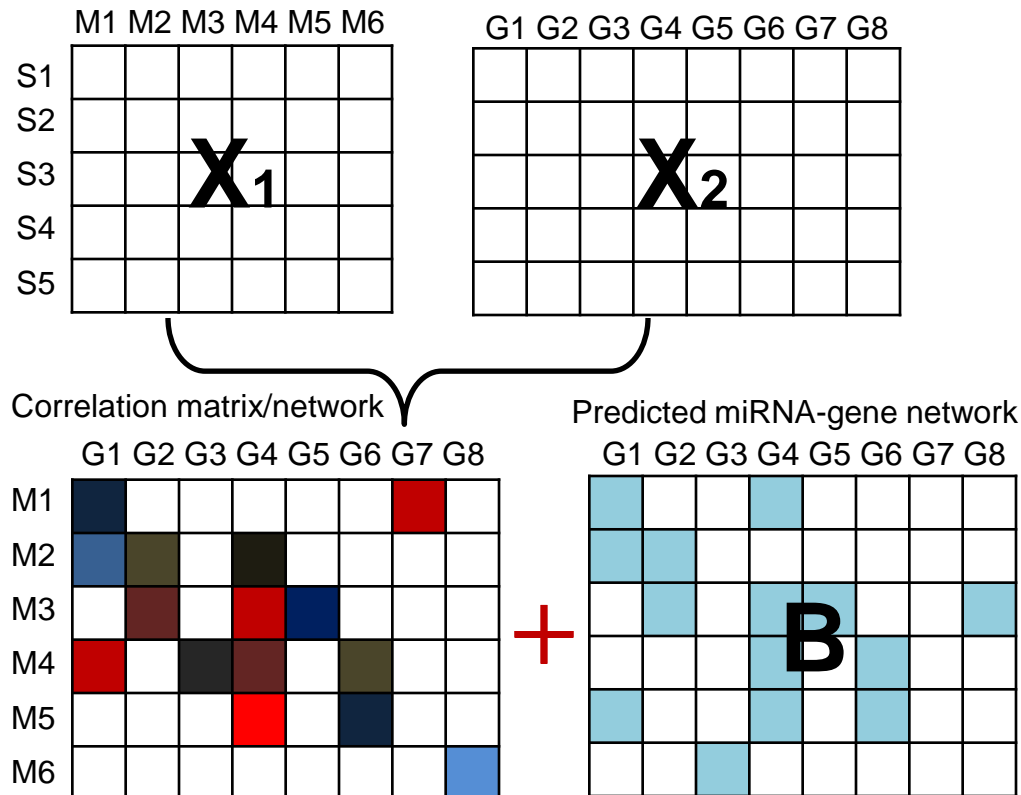 M1 M2 M3 M4 M5 M6
G1 G2 G3 G4 G5 G6 G7 G8
S1
S2
S3
S4
S5
X1
X2
Correlation matrix/network
Predicted miRNA-gene network
G1 G2 G3 G4 G5 G6 G7 G8
G1 G2 G3 G4 G5 G6 G7 G8
M1
M2
M3
M4
M5
M6
+
B